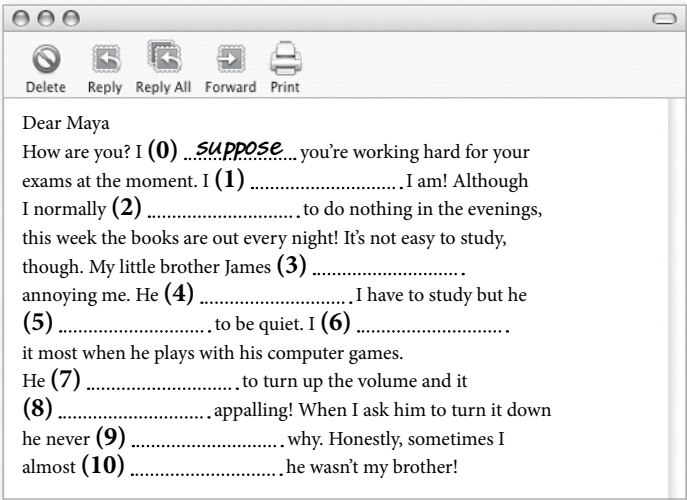 Delete Reply Reply All Forward Print
Dear Maya
How are you? I (0) suppose you're working hard for your
exams at the moment. I (1) ........................ I am! Although
I normally (2) ........................ to do nothing in the evenings,
this week the books are out every night! It's not easy to study,
though. My little brother James (3) ........................
annoying me. He (4) ........................ I have to study but he
(5) ........................ to be quiet. I (6) ........................
it most when he plays with his computer games.
He (7) ........................ to turn up the volume and it
(8) ........................ appalling! When I ask him to turn it down
he never (9) ........................ why. Honestly, sometimes I
almost (10) ........................ he wasn't my brother!